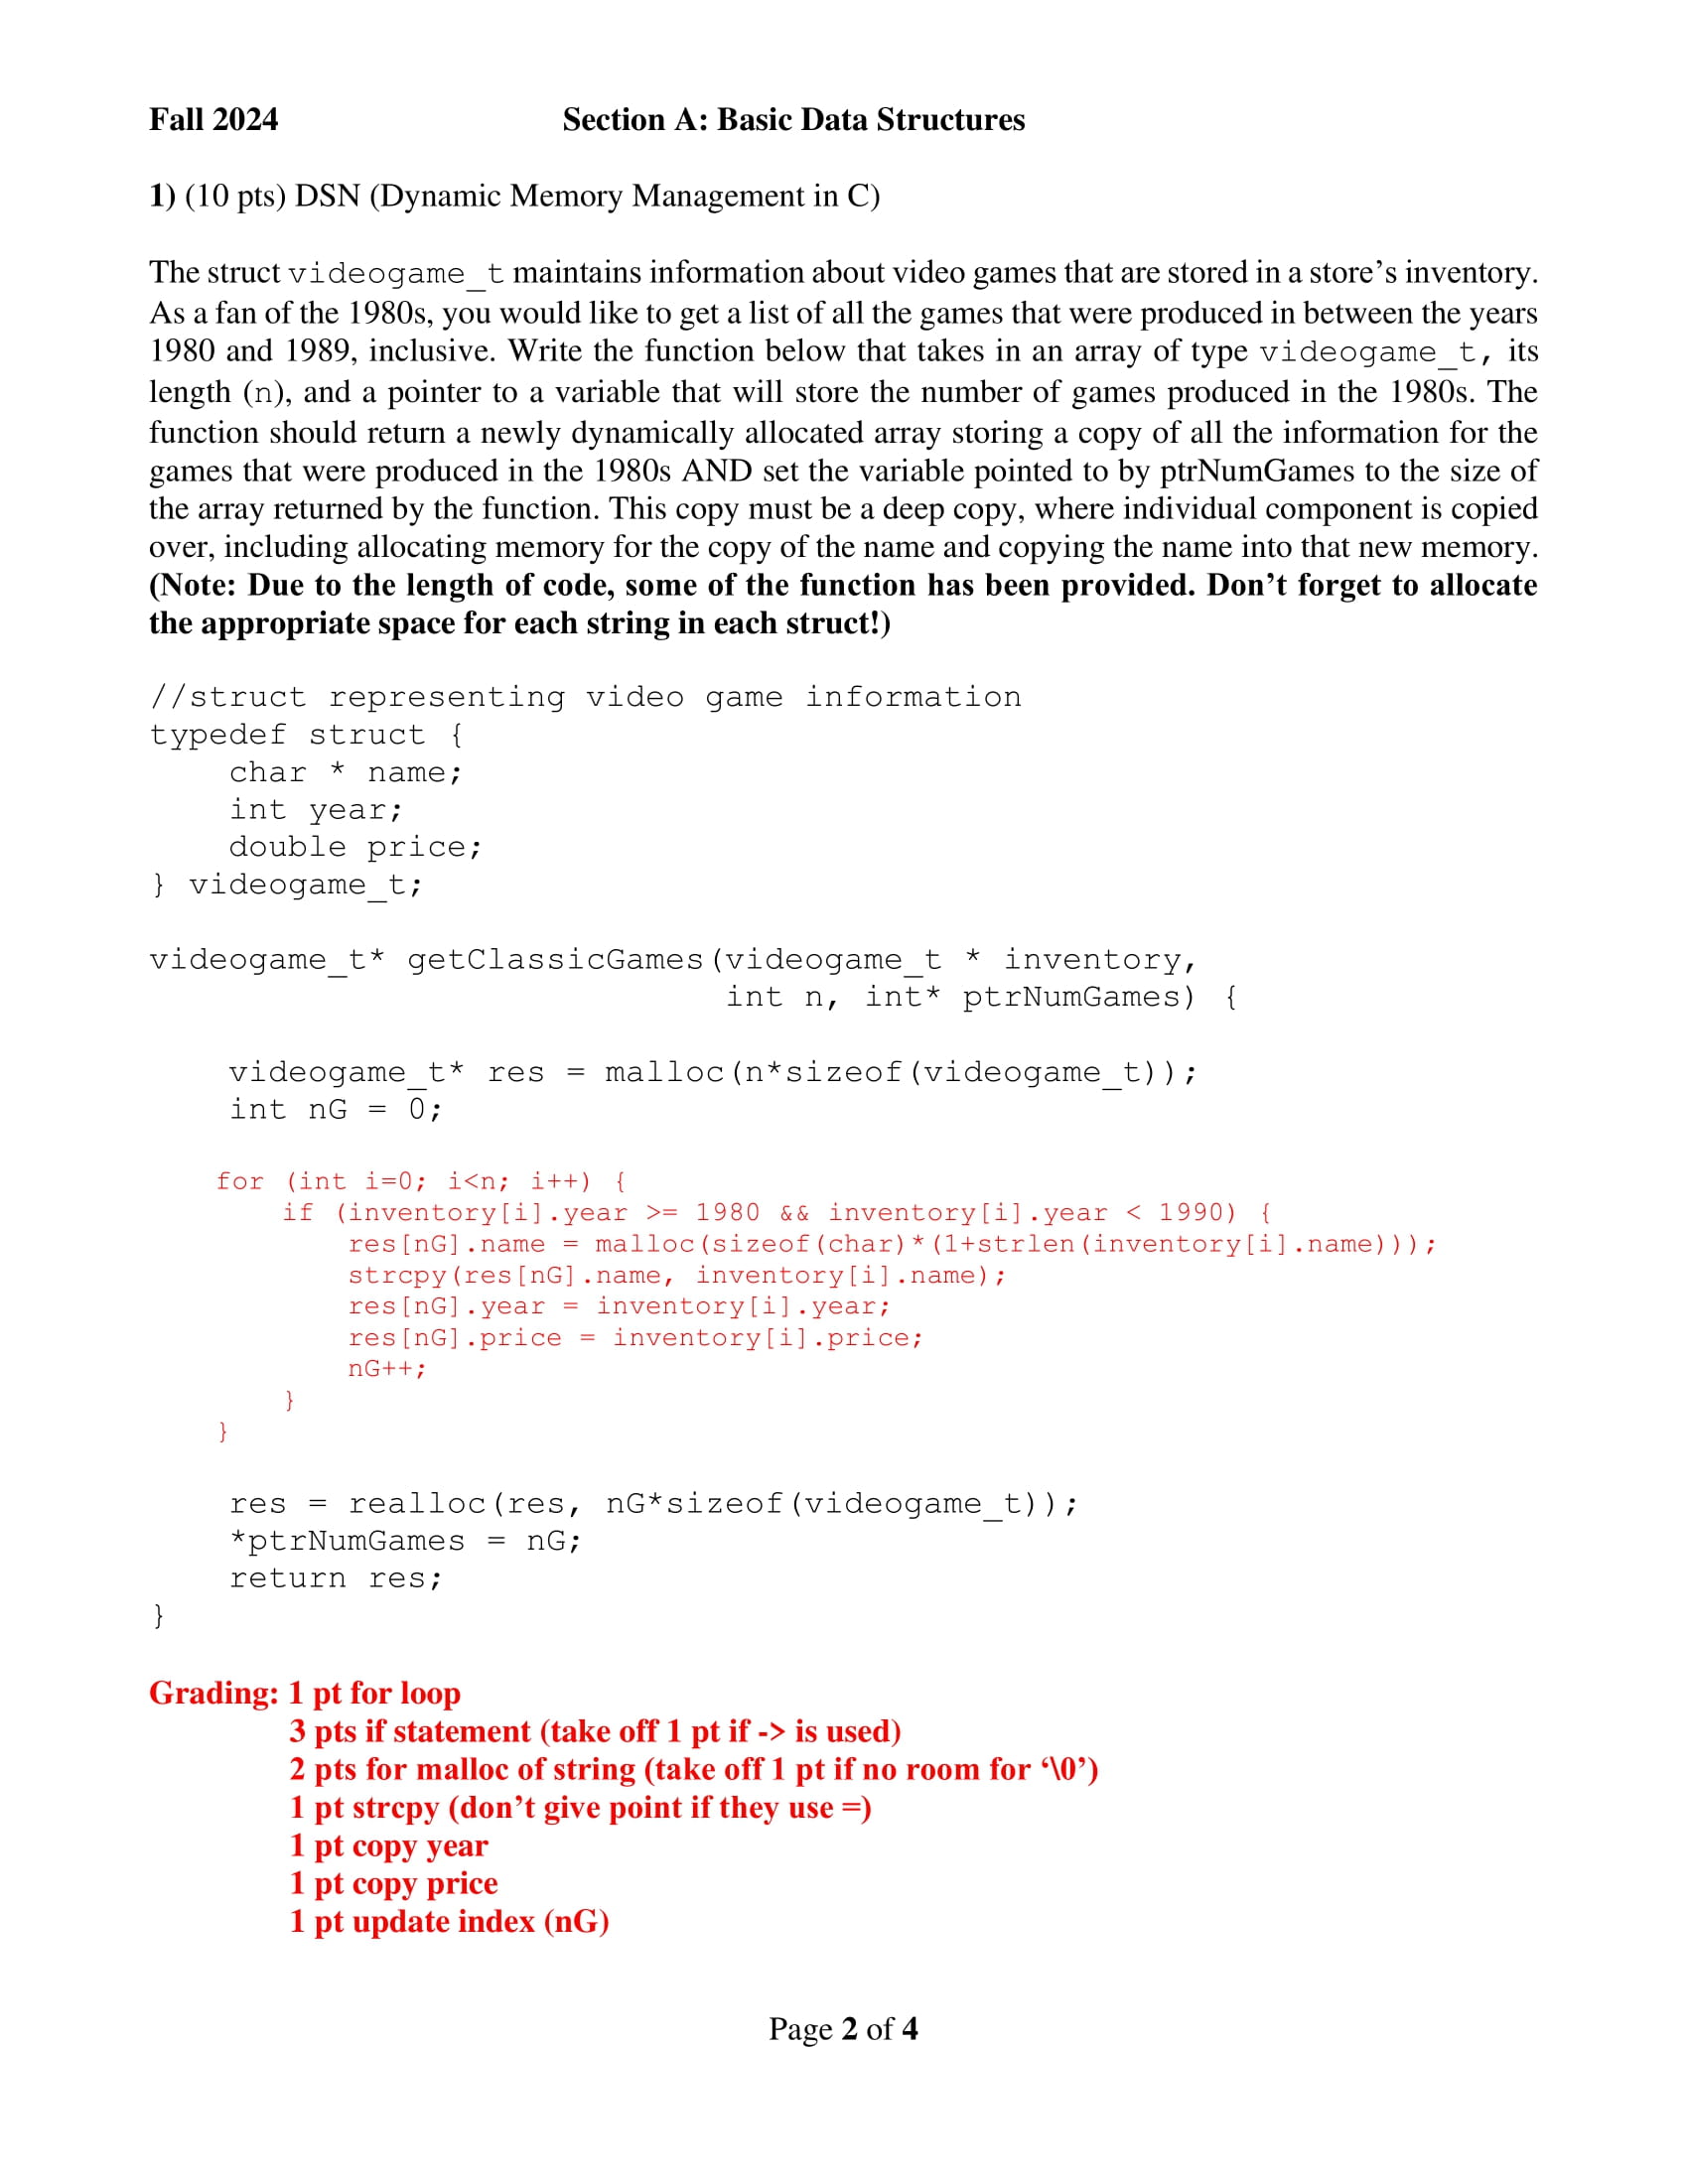 Fall 2024 Section A: Basic Data Structures
1) (10 pts) DSN (Dynamic Memory Management in C)
The struct videogame_t maintains information about video games that are stored in a store’s inventory.
As a fan of the 1980s, you would like to get a list of all the games that were produced in between the years
1980 and 1989, inclusive. Write the function below that takes in an array of type videogame_t, its
length (n), and a pointer to a variable that will store the number of games produced in the 1980s. The
function should return a newly dynamically allocated array storing a copy of all the information for the
games that were produced in the 1980s AND set the variable pointed to by ptrNumGames to the size of
the array returned by the function. This copy must be a deep copy, where individual component is copied
over, including allocating memory for the copy of the name and copying the name into that new memory.
(Note: Due to the length of code, some of the function has been provided. Don’t forget to allocate
the appropriate space for each string in each struct!)
//struct representing video game information
typedef struct {
    char * name;
    int year;
    double price;
} videogame_t;
videogame_t* getClassicGames(videogame_t * inventory,
                             int n, int* ptrNumGames) {
    videogame_t* res = malloc(n*sizeof(videogame_t));
    int nG = 0;
    for (int i=0; i<n; i++) {
        if (inventory[i].year >= 1980 && inventory[i].year < 1990) {
            res[nG].name = malloc(sizeof(char)*(1+strlen(inventory[i].name)));
            strcpy(res[nG].name, inventory[i].name);
            res[nG].year = inventory[i].year;
            res[nG].price = inventory[i].price;
            nG++;
        }
    }
    res = realloc(res, nG*sizeof(videogame_t));
    *ptrNumGames = nG;
    return res;
}
Grading: 1 pt for loop
3 pts if statement (take off 1 pt if -> is used)
2 pts for malloc of string (take off 1 pt if no room for ‘\0’)
1 pt strcpy (don’t give point if they use =)
1 pt copy year
1 pt copy price
1 pt update index (nG)
Page 2 of 4